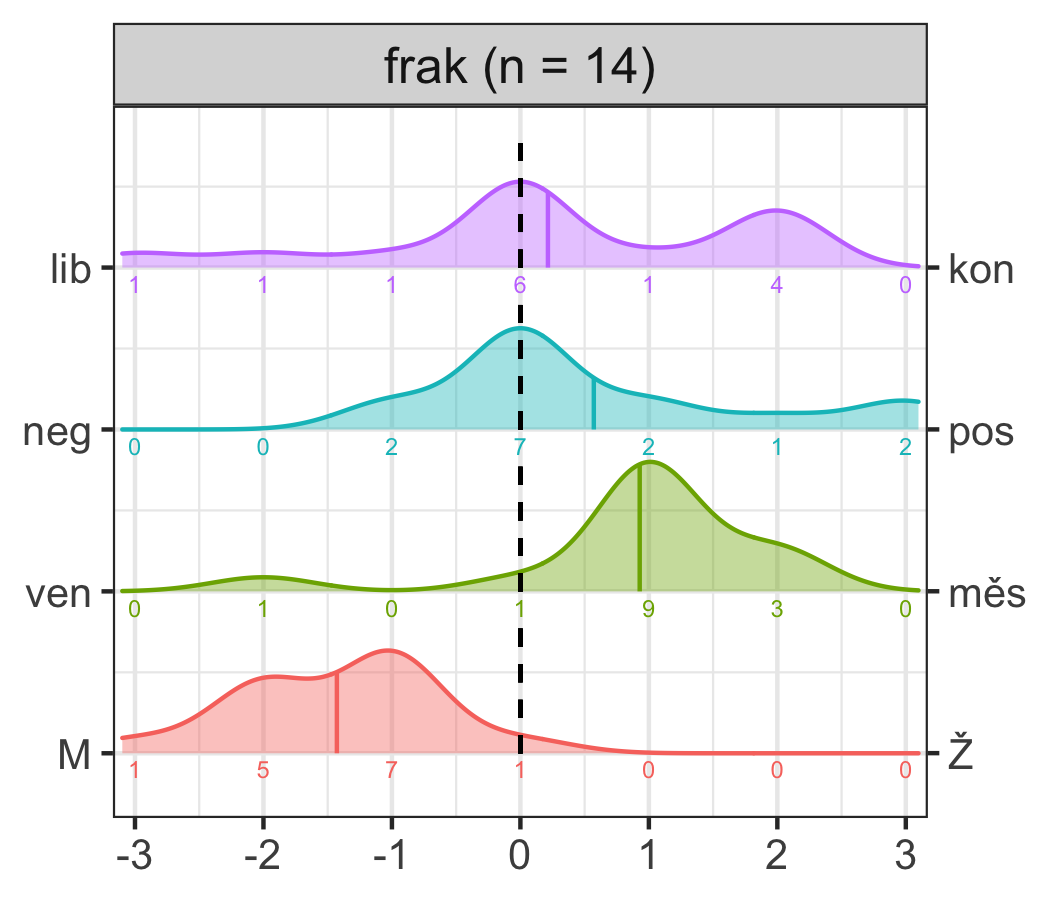 frak (n = 14)
lib kon
1 1 1 6 1 4 0
neg pos
0 0 2 7 2 1 2
ven měs
0 1 0 1 9 3 0
M Ž
1 5 7 1 0 0 0
-3 -2 -1 0 1 2 3